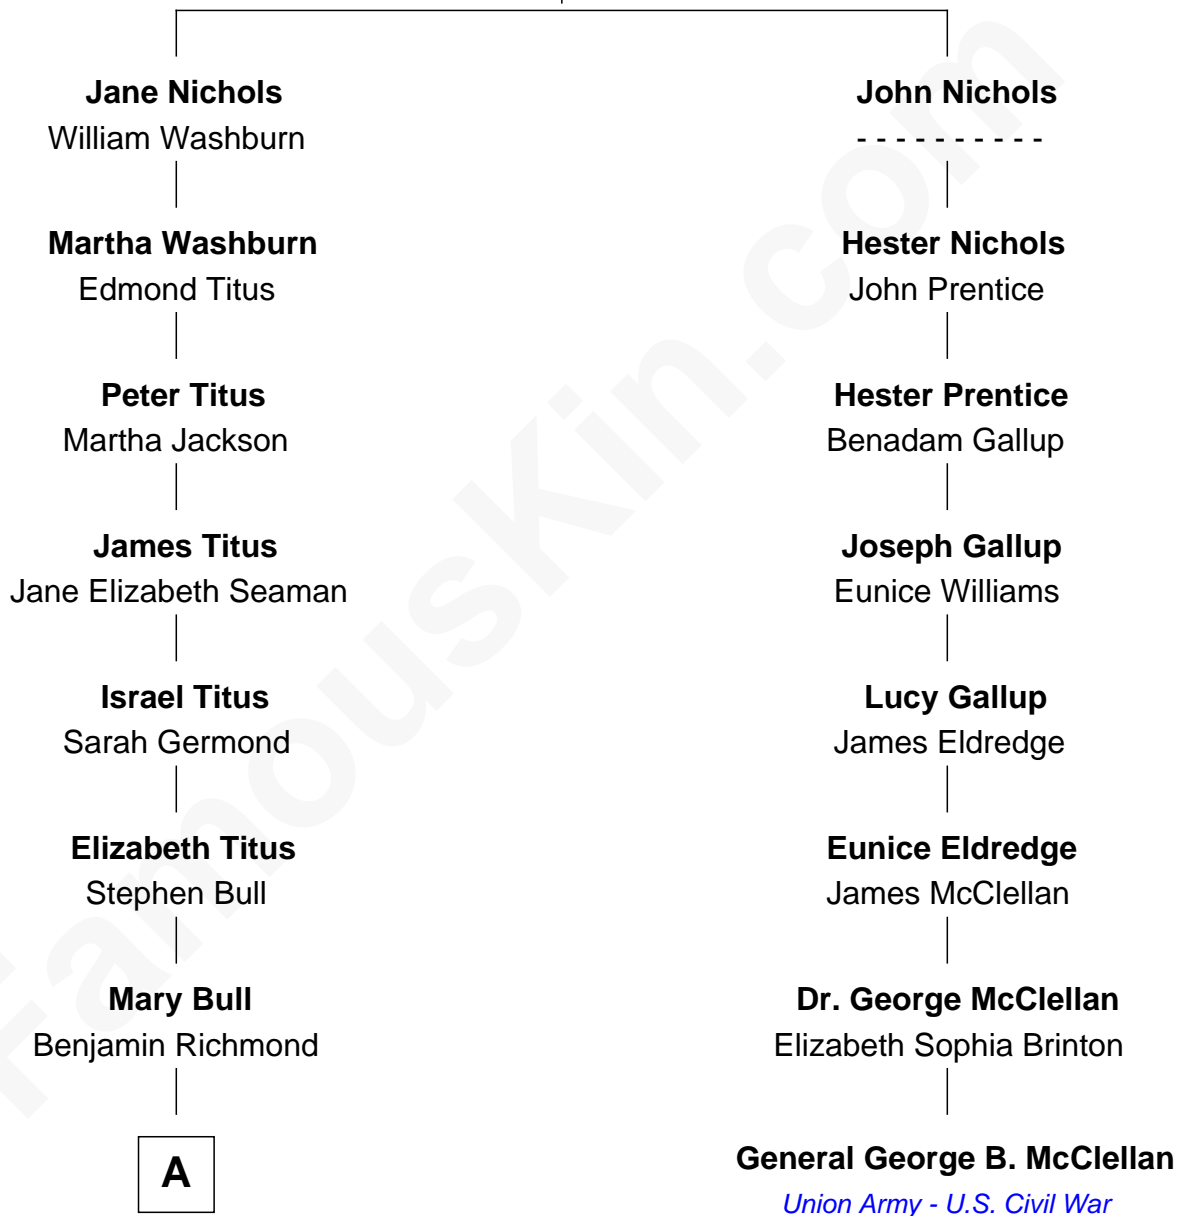 Jane Nichols
William Washburn
John Nichols
- - - - - - - - - -
Martha Washburn
Edmond Titus
Hester Nichols
John Prentice
Peter Titus
Martha Jackson
Hester Prentice
Benadam Gallup
James Titus
Jane Elizabeth Seaman
Joseph Gallup
Eunice Williams
Israel Titus
Sarah Germond
Lucy Gallup
James Eldredge
Elizabeth Titus
Stephen Bull
Eunice Eldredge
James McClellan
Mary Bull
Benjamin Richmond
Dr. George McClellan
Elizabeth Sophia Brinton
A
General George B. McClellan
Union Army - U.S. Civil War
FamousKin.com